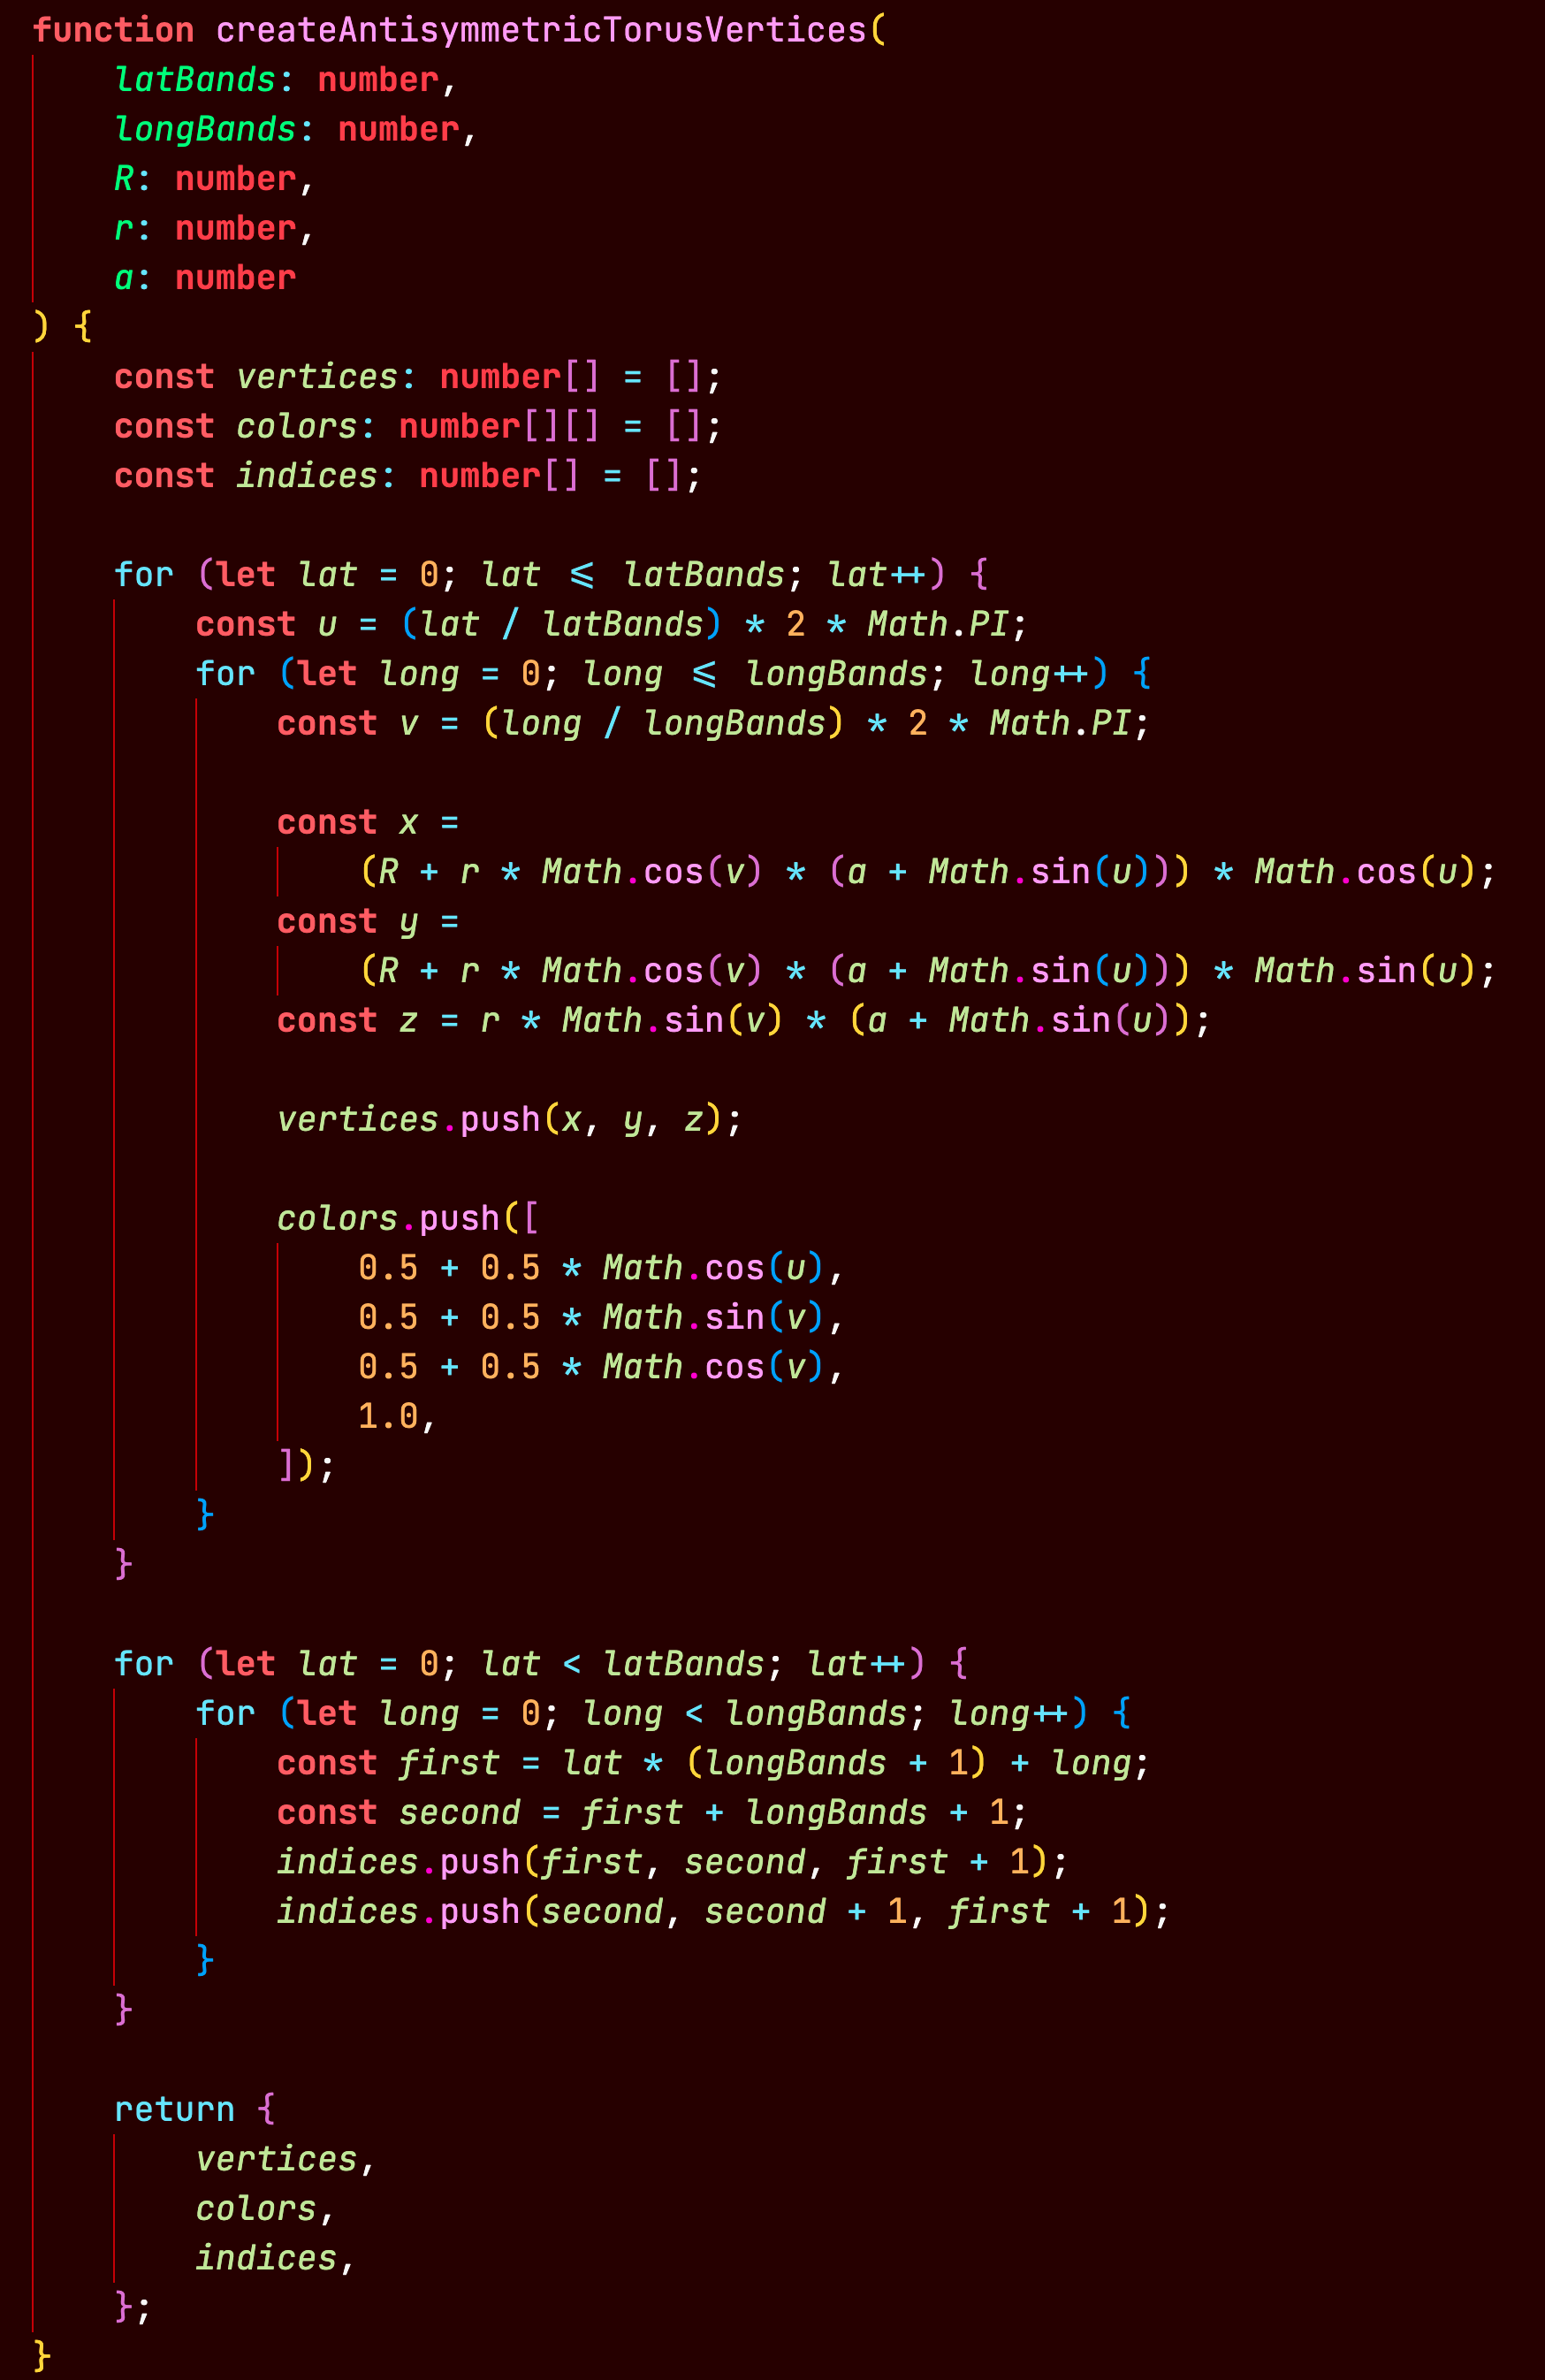 function createAntisymmetricTorusVertices(
    latBands: number,
    longBands: number,
    R: number,
    r: number,
    a: number
) {
    const vertices: number[] = [];
    const colors: number[][] = [];
    const indices: number[] = [];

    for (let lat = 0; lat <= latBands; lat++) {
        const u = (lat / latBands) * 2 * Math.PI;
        for (let long = 0; long <= longBands; long++) {
            const v = (long / longBands) * 2 * Math.PI;

            const x =
                (R + r * Math.cos(v) * (a + Math.sin(u))) * Math.cos(u);
            const y =
                (R + r * Math.cos(v) * (a + Math.sin(u))) * Math.sin(u);
            const z = r * Math.sin(v) * (a + Math.sin(u));

            vertices.push(x, y, z);

            colors.push([
                0.5 + 0.5 * Math.cos(u),
                0.5 + 0.5 * Math.sin(v),
                0.5 + 0.5 * Math.cos(v),
                1.0,
            ]);
        }
    }

    for (let lat = 0; lat < latBands; lat++) {
        for (let long = 0; long < longBands; long++) {
            const first = lat * (longBands + 1) + long;
            const second = first + longBands + 1;
            indices.push(first, second, first + 1);
            indices.push(second, second + 1, first + 1);
        }
    }

    return {
        vertices,
        colors,
        indices,
    };
}